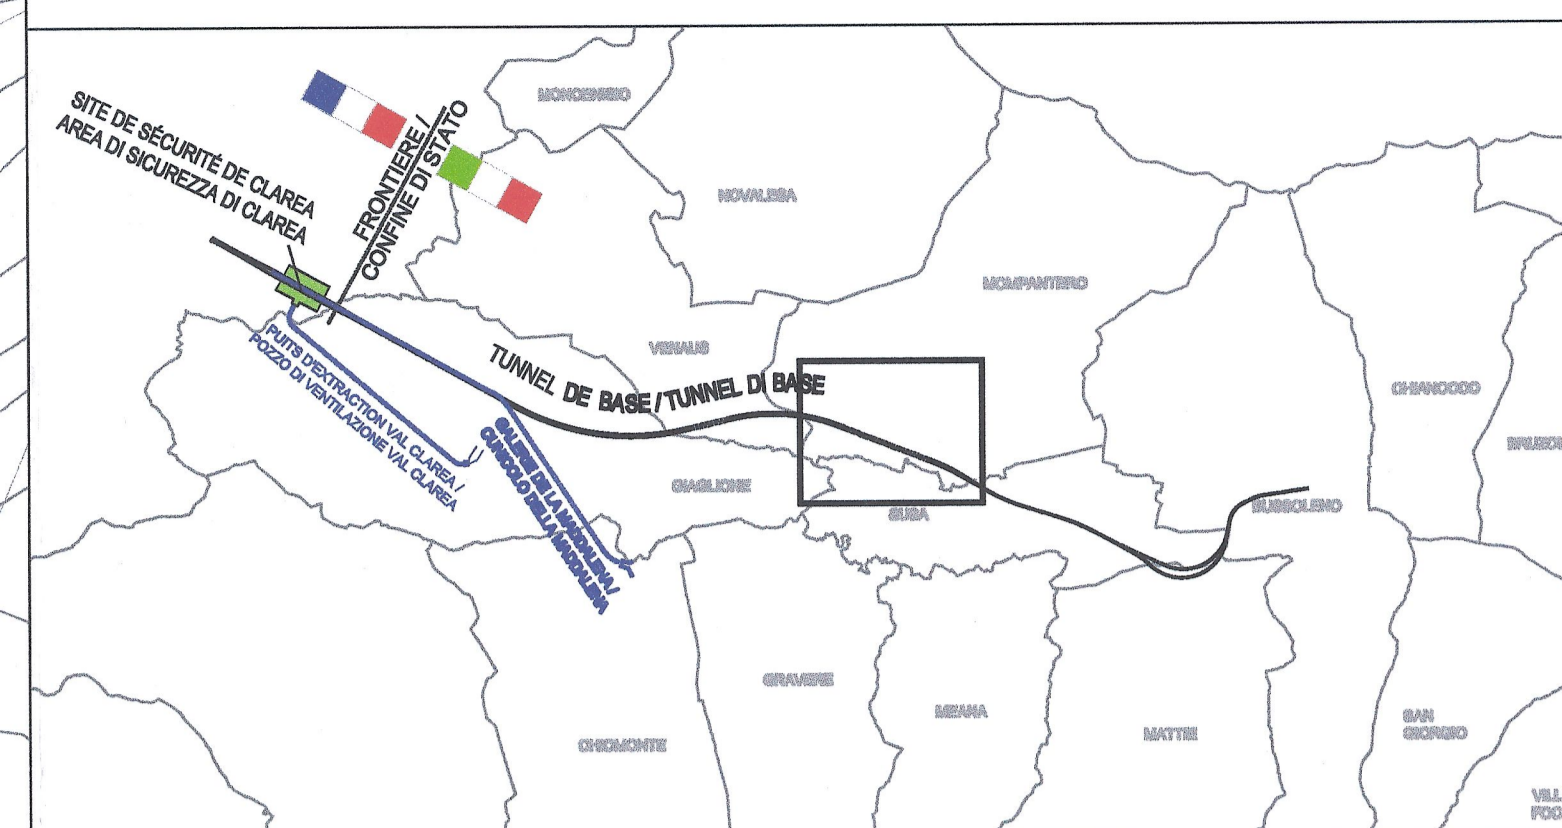 MONCENISIO
SITE DE SÉCURITÉ DE CLAREA
AREA DI SICUREZZA DI CLAREA
FRONTIERE /
CONFINE DI STATO
NOVALESA
MOMPANTERO
VENAUS
PUITS D'EXTRACTION VAL CLAREA /
POZZO DI VENTILAZIONE VAL CLAREA
TUNNEL DE BASE / TUNNEL DI BASE
CHIANOCCO
GALERIE DE LA MADDALENA /
CUNICOLO DELLA MADDALENA
GIAGLIONE
SUSA
BUSSOLENO
GRAVERE
MEANA
MATTIE
CHIOMONTE
SAN
GIORGIO